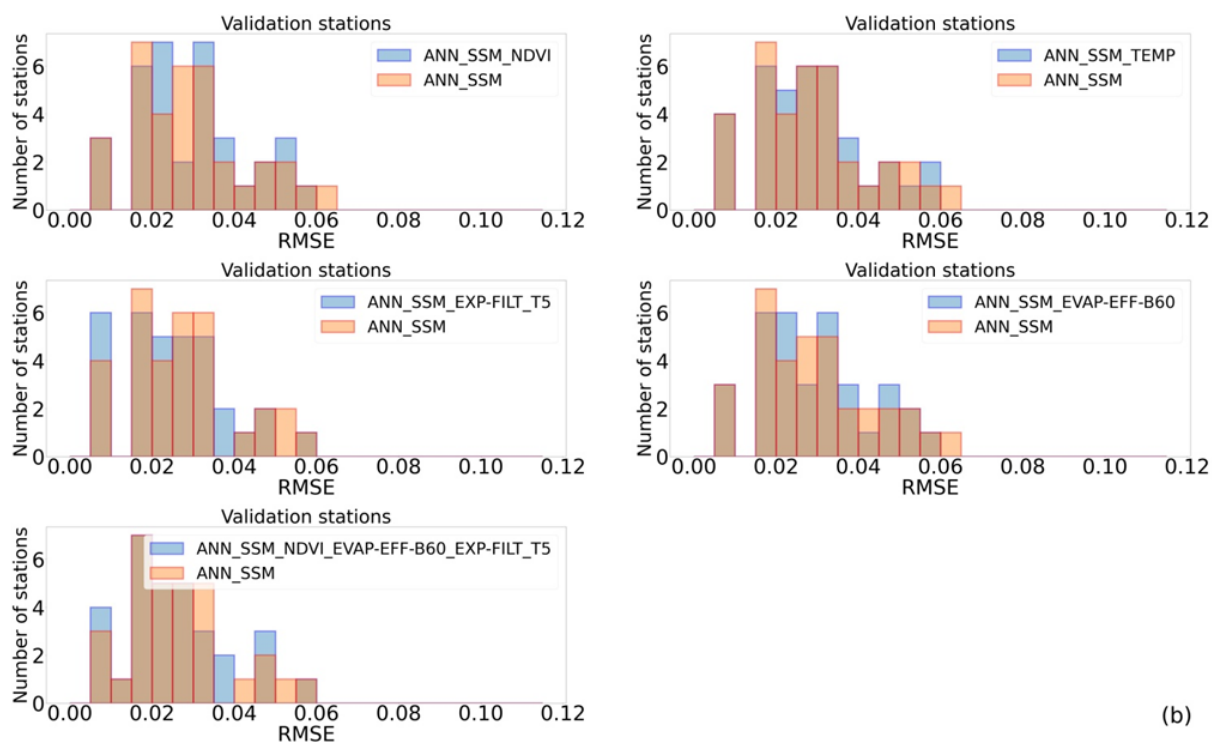 Validation stations
Number of stations
6
4
2
0
ANN_SSM_NDVI
ANN_SSM
0.00 0.02 0.04 0.06 0.08 0.10 0.12
RMSE
Validation stations
Number of stations
6
4
2
0
ANN_SSM_TEMP
ANN_SSM
0.00 0.02 0.04 0.06 0.08 0.10 0.12
RMSE
Validation stations
Number of stations
6
4
2
0
ANN_SSM_EXP-FILT_T5
ANN_SSM
0.00 0.02 0.04 0.06 0.08 0.10 0.12
RMSE
Validation stations
Number of stations
6
4
2
0
ANN_SSM_EVAP-EFF-B60
ANN_SSM
0.00 0.02 0.04 0.06 0.08 0.10 0.12
RMSE
Validation stations
Number of stations
6
4
2
0
ANN_SSM_NDVI_EVAP-EFF-B60_EXP-FILT_T5
ANN_SSM
0.00 0.02 0.04 0.06 0.08 0.10 0.12
RMSE
(b)